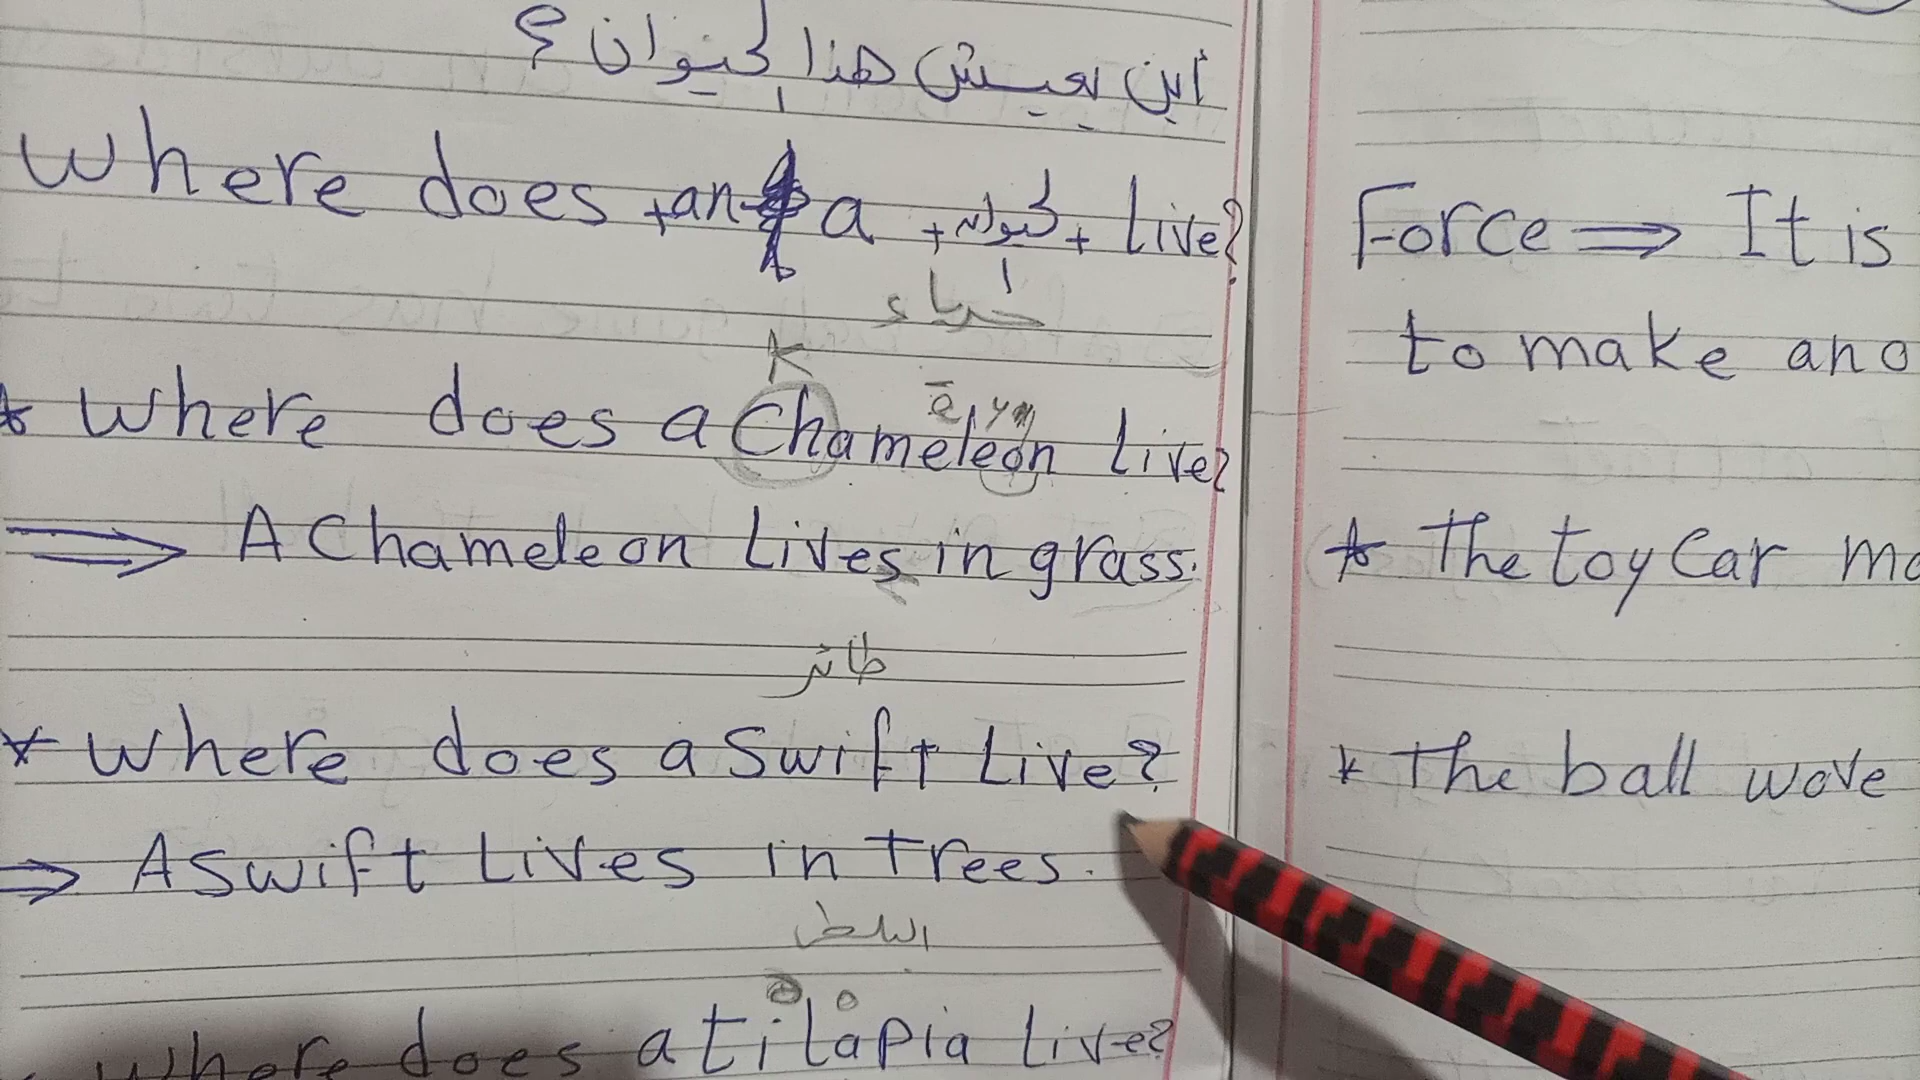 أين يعيش هذا الحيوان؟
Where does + an a + الحيوان + Live?
حرباء
K
e, y
* Where does a Chameleon Live?
⇒ A Chameleon Lives in grass.
طائر
* Where does a Swift Live?
⇒ A Swift Lives in Trees.
البلطي
Where does a tilapia Live?
Force ⇒ It is
to make ano
* The toy Car mo
* The ball wove